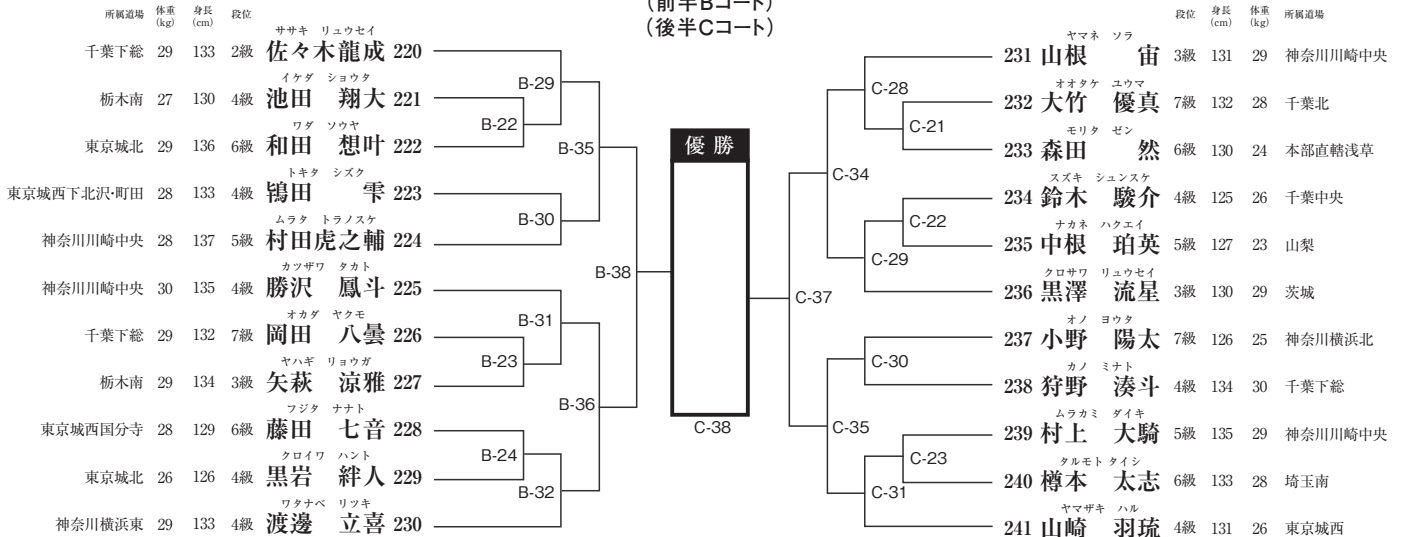 (前半Bコート)
(後半Cコート)
所属道場 体重(kg) 身長(cm) 段位
ササキ リュウセイ
千葉下総 29 133 2級 佐々木龍成 220
イケダ ショウタ
栃木南 27 130 4級 池田 翔大 221
ワダ ソウヤ
東京城北 29 136 6級 和田 想叶 222
トキタ シズク
東京城西下北沢・町田 28 133 4級 鴇田 雫 223
ムラタ トラノスケ
神奈川川崎中央 28 137 5級 村田虎之輔 224
カツザワ タカト
神奈川川崎中央 30 135 4級 勝沢 鳳斗 225
オカダ ヤクモ
千葉下総 29 132 7級 岡田 八曇 226
ヤハギ リョウガ
栃木南 29 134 3級 矢萩 涼雅 227
フジタ ナナト
東京城西国分寺 28 129 6級 藤田 七音 228
クロイワ ハント
東京城北 26 126 4級 黒岩 絆人 229
ワタナベ リツキ
神奈川横浜東 29 133 4級 渡邊 立喜 230
B-29
B-22
B-35
B-30
B-38
B-31
B-23
B-36
B-24
B-32
優勝
C-38
段位 身長(cm) 体重(kg) 所属道場
ヤマネ ソラ
231 山根 宙 3級 131 29 神奈川川崎中央
オオタケ ユウマ
232 大竹 優真 7級 132 28 千葉北
モリタ ゼン
233 森田 然 6級 130 24 本部直轄浅草
スズキ シュンスケ
234 鈴木 駿介 4級 125 26 千葉中央
ナカネ ハクエイ
235 中根 珀英 5級 127 23 山梨
クロサワ リュウセイ
236 黒澤 流星 3級 130 29 茨城
オノ ヨウタ
237 小野 陽太 7級 126 25 神奈川横浜北
カノ ミナト
238 狩野 湊斗 4級 134 30 千葉下総
ムラカミ ダイキ
239 村上 大騎 5級 135 29 神奈川川崎中央
タルモト タイシ
240 樽本 太志 6級 133 28 埼玉南
ヤマザキ ハル
241 山崎 羽琉 4級 131 26 東京城西
C-28
C-21
C-34
C-22
C-29
C-37
C-30
C-35
C-23
C-31